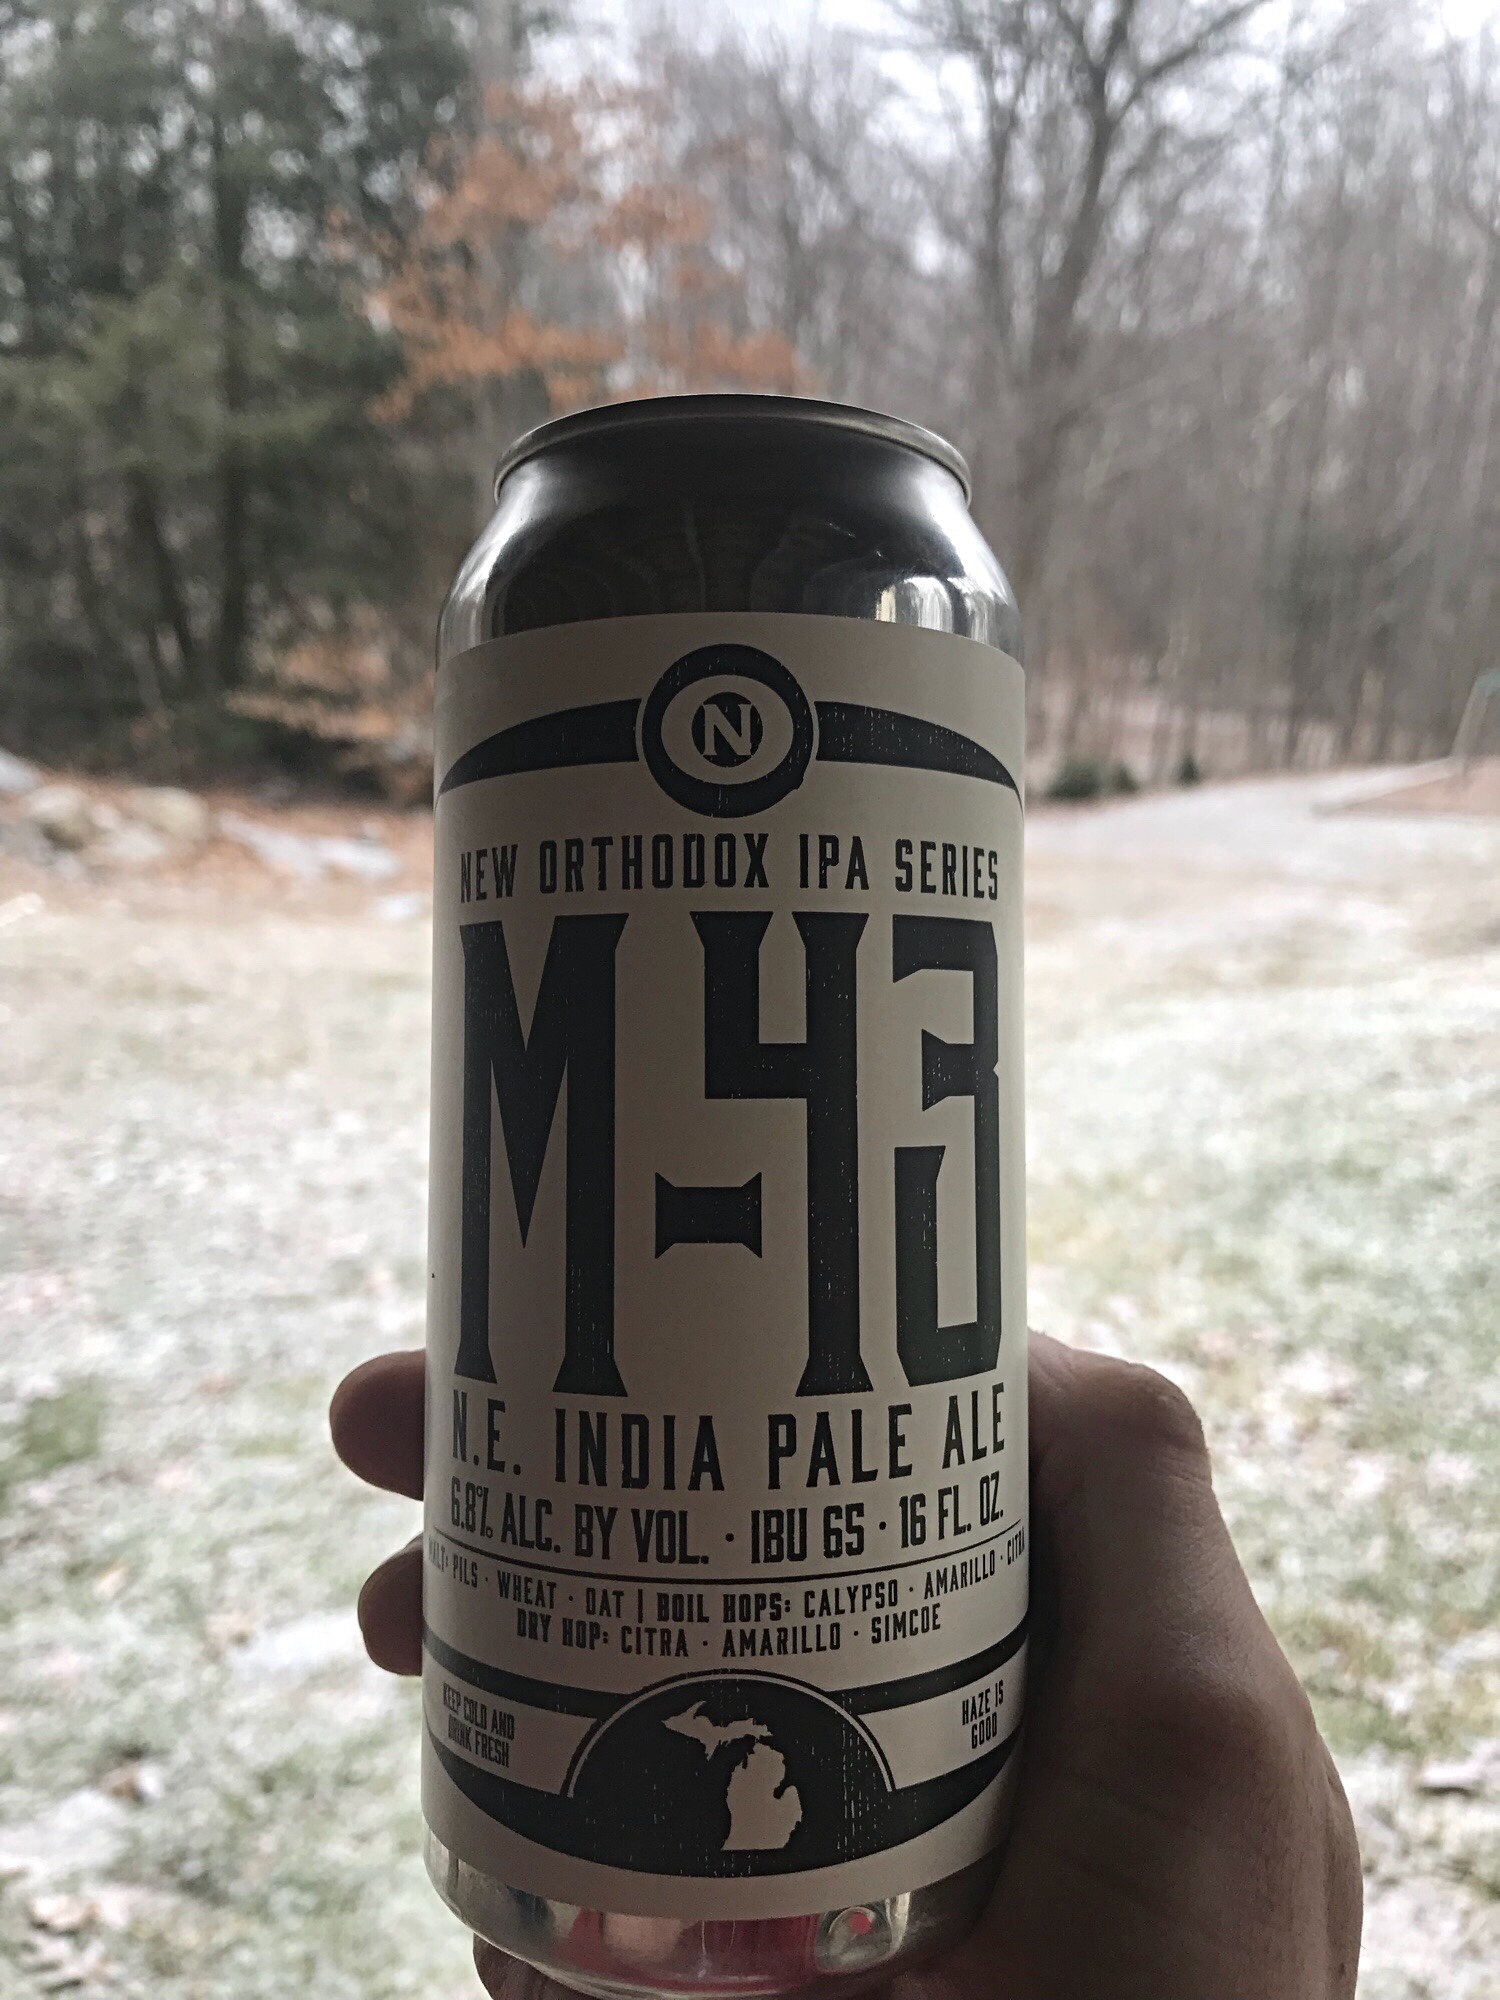 N
NEW ORTHODOX IPA SERIES
M-43
N.E. INDIA PALE ALE
6.8% ALC. BY VOL. · IBU 65 · 16 FL. OZ.
MALT: PILS · WHEAT · OAT | BOIL HOPS: CALYPSO · AMARILLO · CITRA
DRY HOP: CITRA · AMARILLO · SIMCOE
KEEP COLD AND
DRINK FRESH
HAZE IS
GOOD